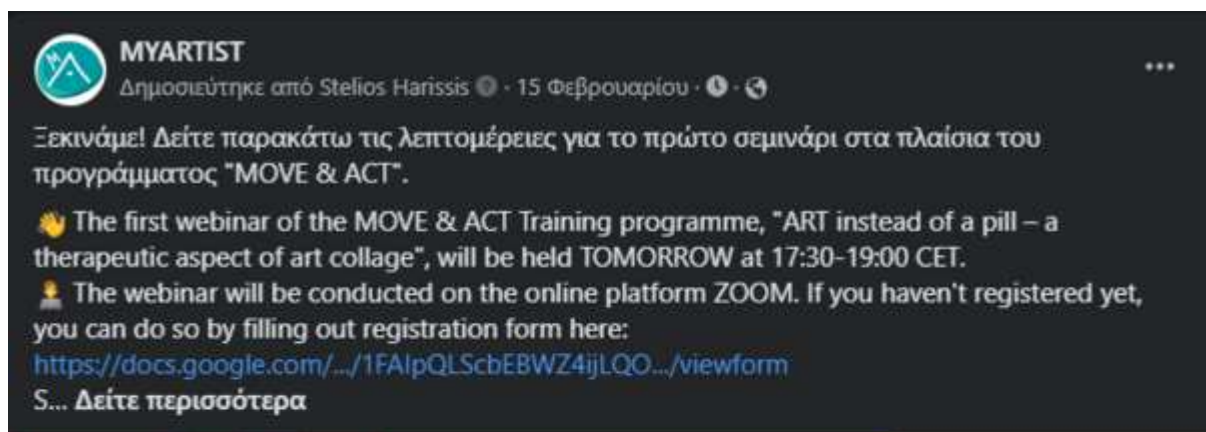 MYARTIST
Δημοσιεύτηκε από Stelios Harissis · 15 Φεβρουαρίου ·
Ξεκινάμε! Δείτε παρακάτω τις λεπτομέρειες για το πρώτο σεμινάρι στα πλαίσια του
προγράμματος "MOVE & ACT".
👋 The first webinar of the MOVE & ACT Training programme, "ART instead of a pill – a
therapeutic aspect of art collage", will be held TOMORROW at 17:30-19:00 CET.
🧑‍💻 The webinar will be conducted on the online platform ZOOM. If you haven't registered yet,
you can do so by filling out registration form here:
https://docs.google.com/.../1FAIpQLScbEBWZ4ijLQO.../viewform
S... Δείτε περισσότερα